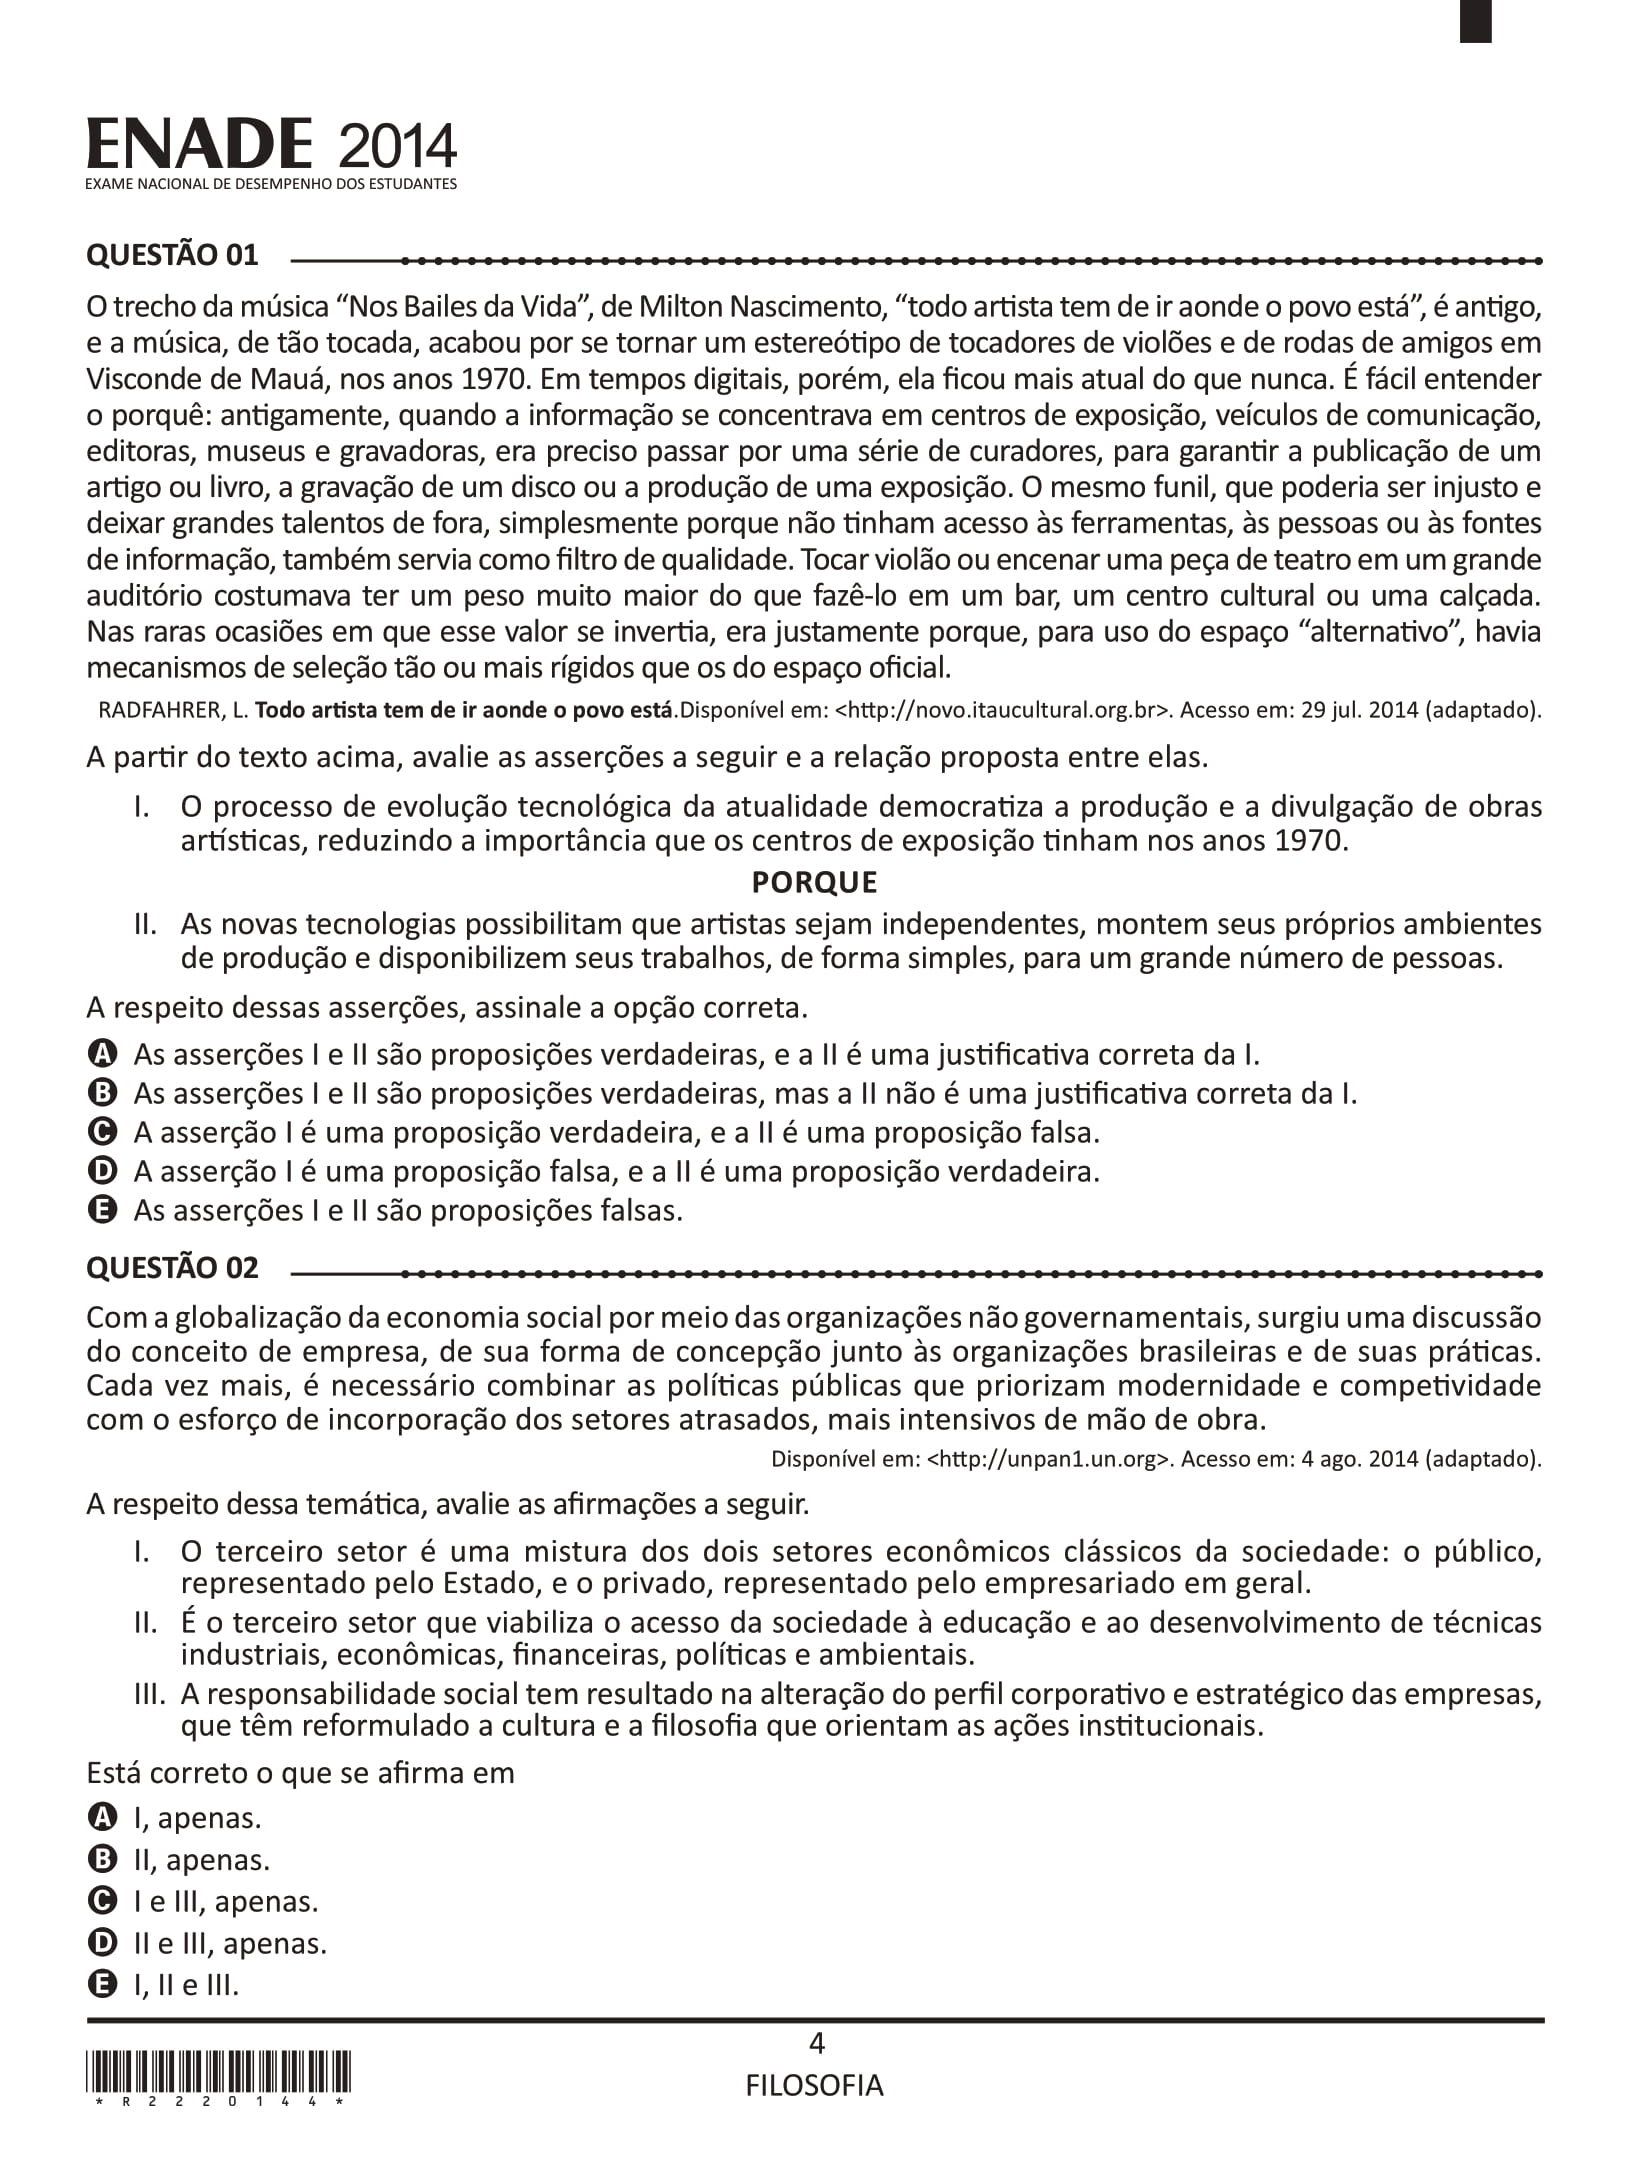 ENADE 2014
EXAME NACIONAL DE DESEMPENHO DOS ESTUDANTES
QUESTÃO 01
O trecho da música “Nos Bailes da Vida”, de Milton Nascimento, “todo artista tem de ir aonde o povo está”, é antigo,
e a música, de tão tocada, acabou por se tornar um estereótipo de tocadores de violões e de rodas de amigos em
Visconde de Mauá, nos anos 1970. Em tempos digitais, porém, ela ficou mais atual do que nunca. É fácil entender
o porquê: antigamente, quando a informação se concentrava em centros de exposição, veículos de comunicação,
editoras, museus e gravadoras, era preciso passar por uma série de curadores, para garantir a publicação de um
artigo ou livro, a gravação de um disco ou a produção de uma exposição. O mesmo funil, que poderia ser injusto e
deixar grandes talentos de fora, simplesmente porque não tinham acesso às ferramentas, às pessoas ou às fontes
de informação, também servia como filtro de qualidade. Tocar violão ou encenar uma peça de teatro em um grande
auditório costumava ter um peso muito maior do que fazê-lo em um bar, um centro cultural ou uma calçada.
Nas raras ocasiões em que esse valor se invertia, era justamente porque, para uso do espaço “alternativo”, havia
mecanismos de seleção tão ou mais rígidos que os do espaço oficial.
RADFAHRER, L. Todo artista tem de ir aonde o povo está.Disponível em: <http://novo.itaucultural.org.br>. Acesso em: 29 jul. 2014 (adaptado).
A partir do texto acima, avalie as asserções a seguir e a relação proposta entre elas.
I. O processo de evolução tecnológica da atualidade democratiza a produção e a divulgação de obras
artísticas, reduzindo a importância que os centros de exposição tinham nos anos 1970.
PORQUE
II. As novas tecnologias possibilitam que artistas sejam independentes, montem seus próprios ambientes
de produção e disponibilizem seus trabalhos, de forma simples, para um grande número de pessoas.
A respeito dessas asserções, assinale a opção correta.
A As asserções I e II são proposições verdadeiras, e a II é uma justificativa correta da I.
B As asserções I e II são proposições verdadeiras, mas a II não é uma justificativa correta da I.
C A asserção I é uma proposição verdadeira, e a II é uma proposição falsa.
D A asserção I é uma proposição falsa, e a II é uma proposição verdadeira.
E As asserções I e II são proposições falsas.
QUESTÃO 02
Com a globalização da economia social por meio das organizações não governamentais, surgiu uma discussão
do conceito de empresa, de sua forma de concepção junto às organizações brasileiras e de suas práticas.
Cada vez mais, é necessário combinar as políticas públicas que priorizam modernidade e competividade
com o esforço de incorporação dos setores atrasados, mais intensivos de mão de obra.
Disponível em: <http://unpan1.un.org>. Acesso em: 4 ago. 2014 (adaptado).
A respeito dessa temática, avalie as afirmações a seguir.
I. O terceiro setor é uma mistura dos dois setores econômicos clássicos da sociedade: o público,
representado pelo Estado, e o privado, representado pelo empresariado em geral.
II. É o terceiro setor que viabiliza o acesso da sociedade à educação e ao desenvolvimento de técnicas
industriais, econômicas, financeiras, políticas e ambientais.
III. A responsabilidade social tem resultado na alteração do perfil corporativo e estratégico das empresas,
que têm reformulado a cultura e a filosofia que orientam as ações institucionais.
Está correto o que se afirma em
A I, apenas.
B II, apenas.
C I e III, apenas.
D II e III, apenas.
E I, II e III.
4
FILOSOFIA
* R 2 2 2 0 1 4 4 *